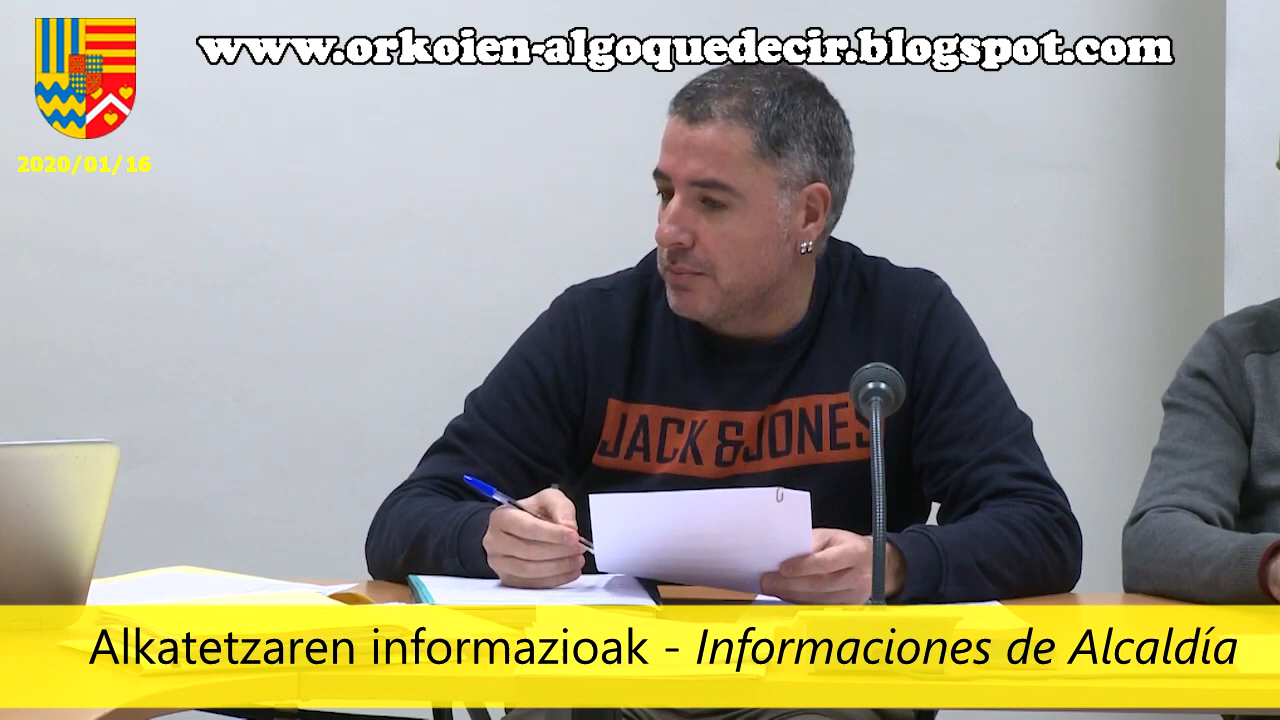 www.orkoien-algoquedecir.blogspot.com
2020/01/16
JACK & JONES
Alkatetzaren informazioak - Informaciones de Alcaldía